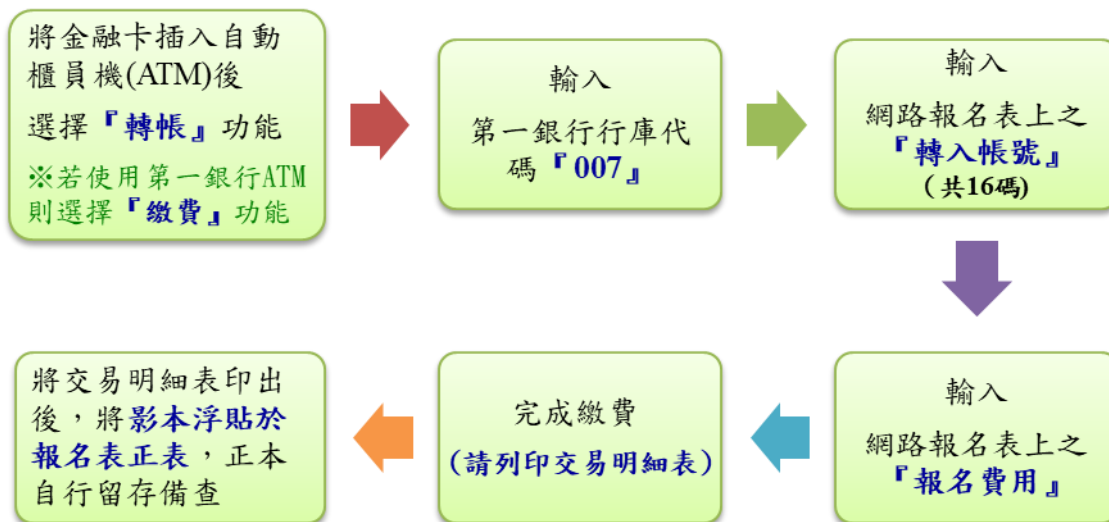 將金融卡插入自動
櫃員機(ATM)後
選擇『轉帳』功能
※若使用第一銀行ATM
則選擇『繳費』功能
輸入
第一銀行行庫代
碼『007』
輸入
網路報名表上之
『轉入帳號』
(共16碼)
輸入
網路報名表上之
『報名費用』
完成繳費
(請列印交易明細表)
將交易明細表印出
後，將影本浮貼於
報名表正表，正本
自行留存備查